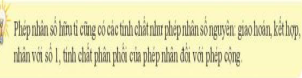 Phép nhân số hữu tỉ cũng có các tính chất như phép nhân số nguyên: giao hoán, kết hợp,
nhân với số 1, tính chất phân phối của phép nhân đối với phép cộng.